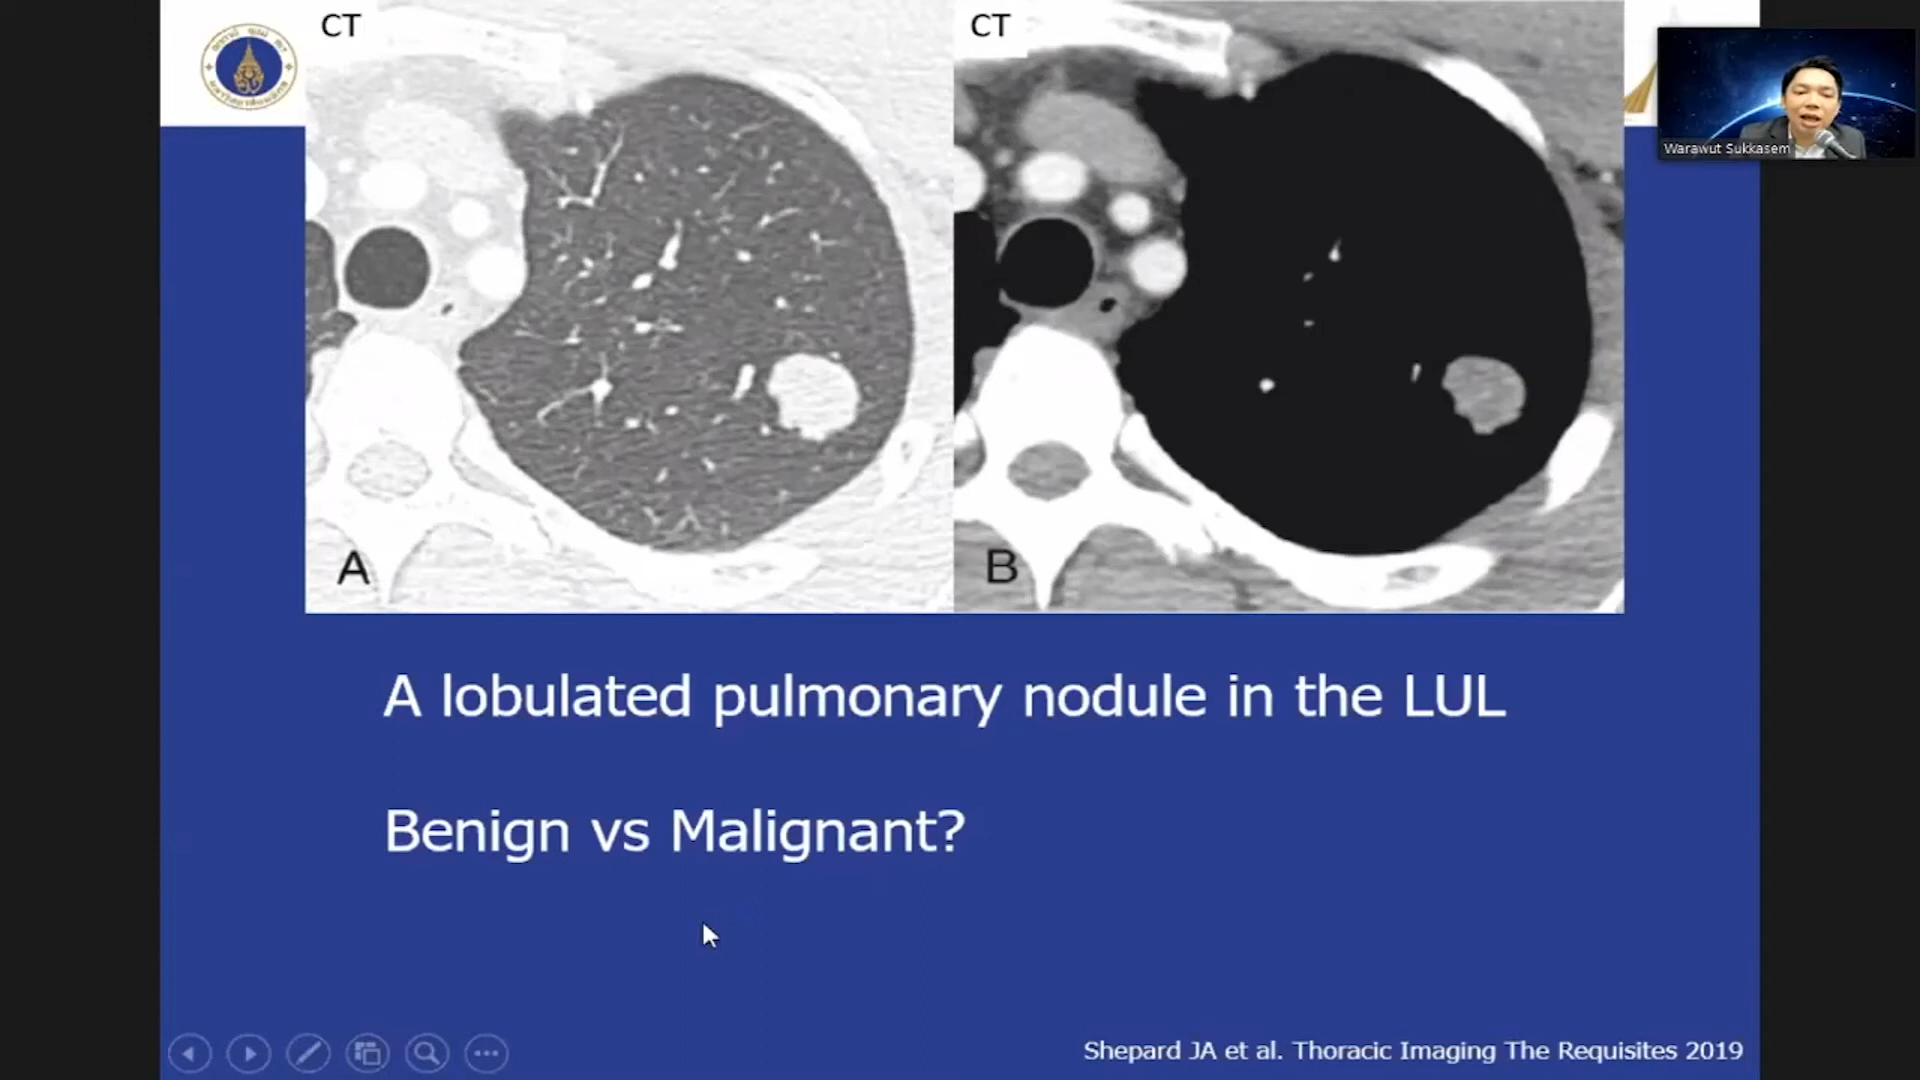 CT
CT
Warawut Sukkasem
A
B
A lobulated pulmonary nodule in the LUL
Benign vs Malignant?
Shepard JA et al. Thoracic Imaging The Requisites 2019